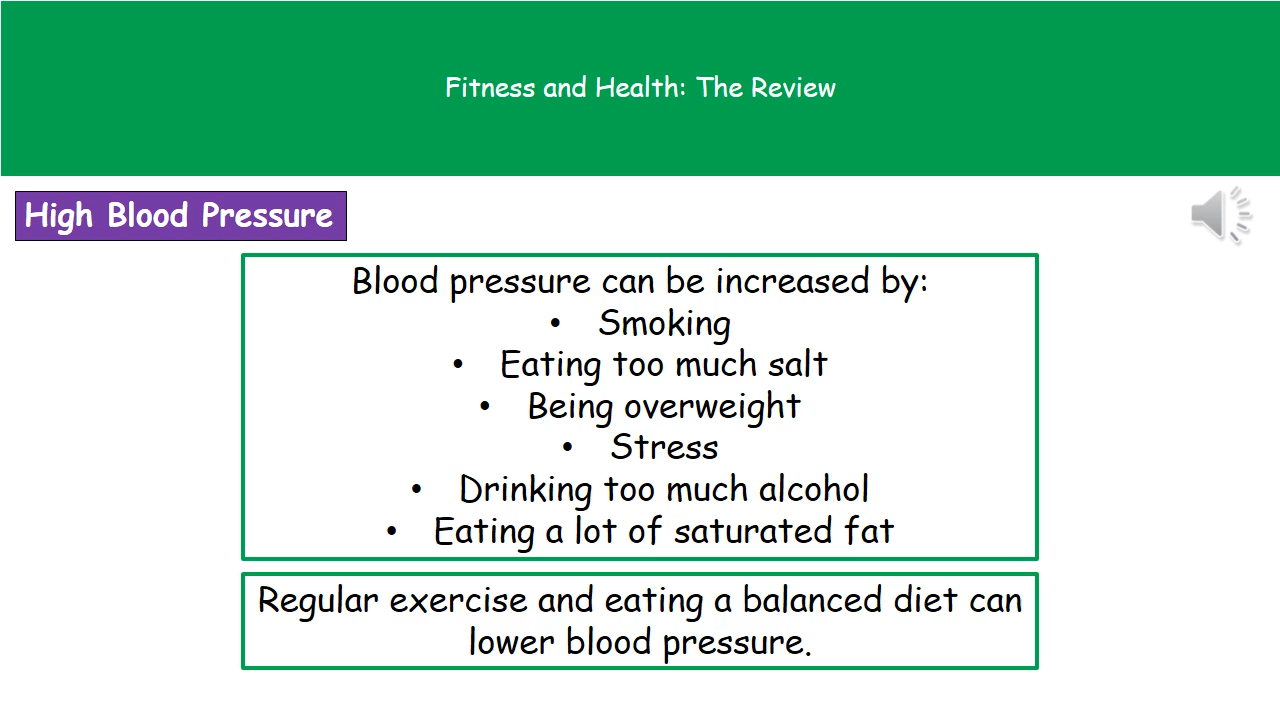 Fitness and Health: The Review
High Blood Pressure
Blood pressure can be increased by:
• Smoking
• Eating too much salt
• Being overweight
• Stress
• Drinking too much alcohol
• Eating a lot of saturated fat
Regular exercise and eating a balanced diet can
lower blood pressure.